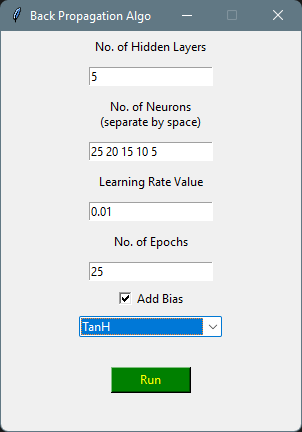 Back Propagation Algo
No. of Hidden Layers
5
No. of Neurons
(separate by space)
25 20 15 10 5
Learning Rate Value
0.01
No. of Epochs
25
Add Bias
TanH
Run